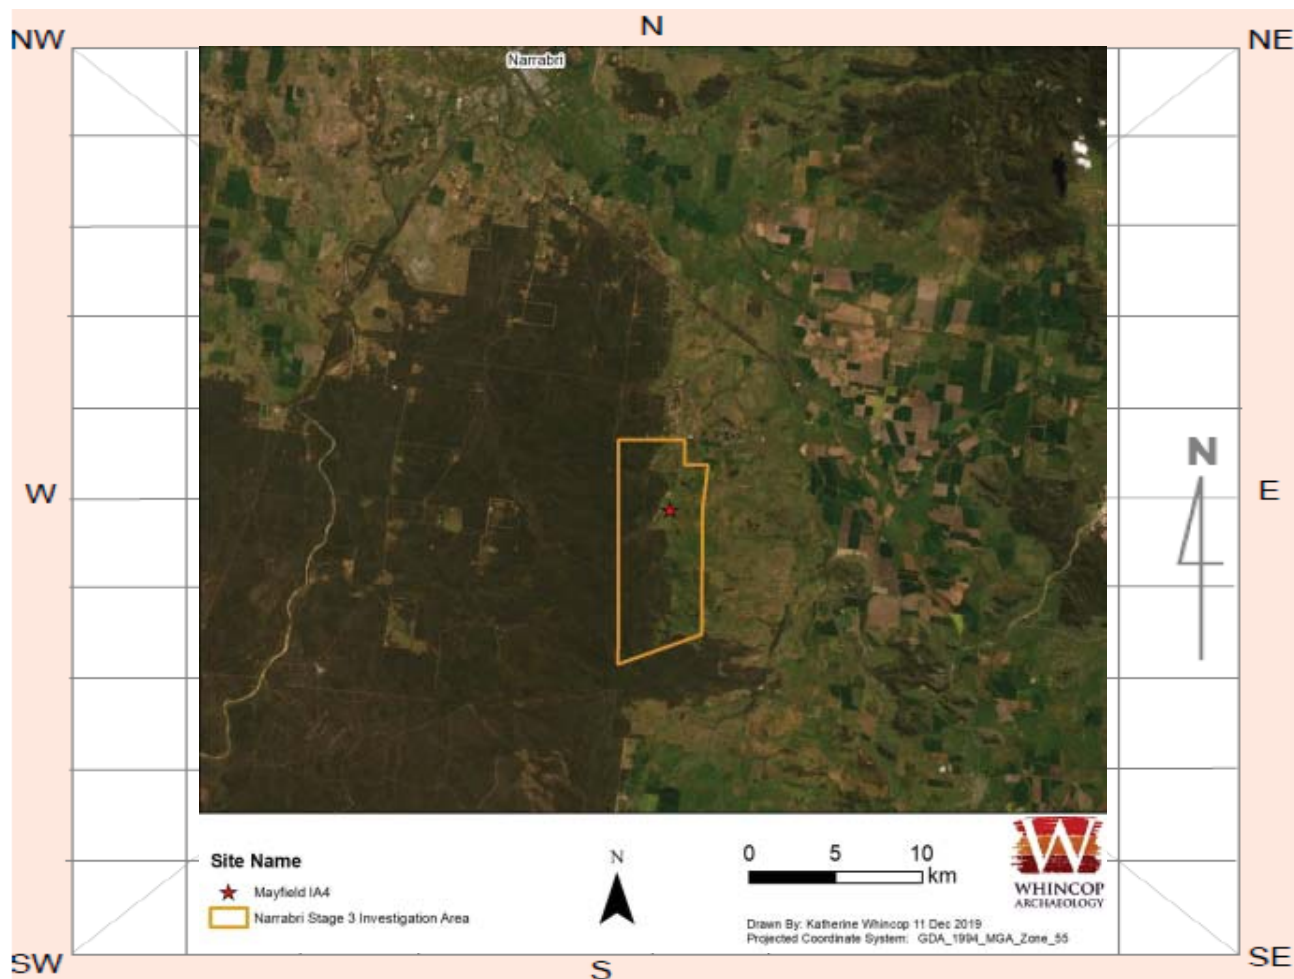 N
NW
NE
Narrabri
N
W
E
Site Name
Mayfield IA4
Narrabri Stage 3 Investigation Area
N
0 5 10
km
W
WHINCOP
ARCHAEOLOGY
Drawn By: Katherine Whincop 11 Dec 2019
Projected Coordinate System: GDA_1994_MGA_Zone_55
SW
S
SE